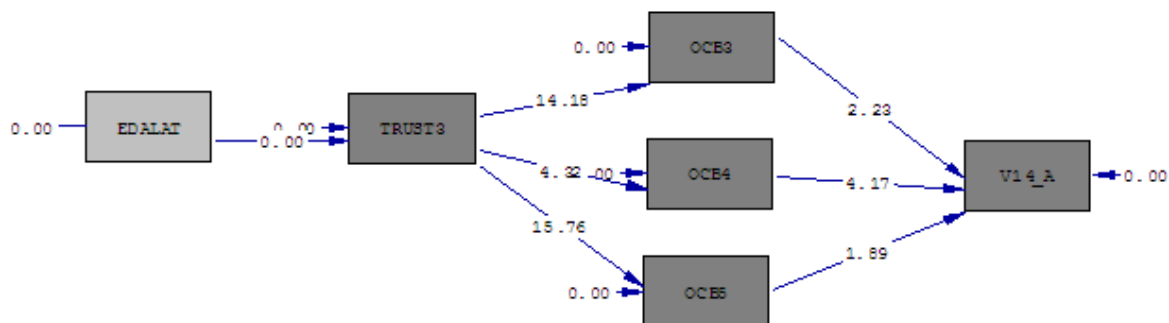 0.00
OCB3
14.18
2.23
0.00
EDALAT
0.00
TRUST3
4.32
OCB4
4.17
V14_A
0.00
15.76
1.89
0.00
OCB5